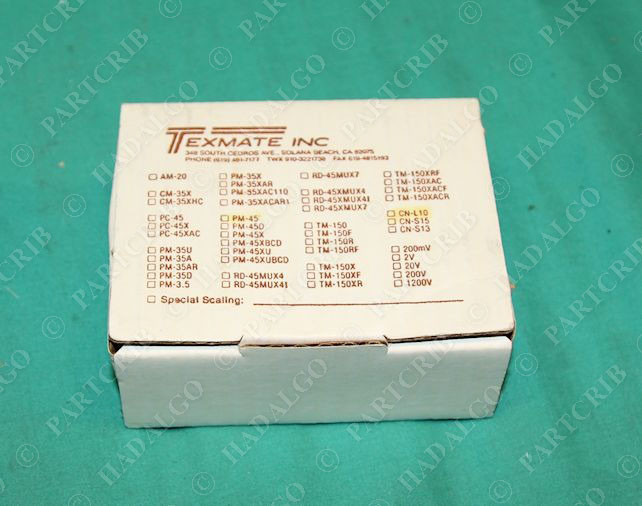 TEXMATE INC
348 SOUTH CEDROS AVE., SOLANA BEACH, CA 92075
PHONE (619) 481-7177 TWX 910-3221738 FAX 619-4815193
AM-20
CM-35X
CM-35XHC
PC-45
PC-45X
PC-45XAC
PM-35U
PM-35A
PM-35AR
PM-35D
PM-3.5
PM-35X
PM-35XAR
PM-35XAC110
PM-35XACAR1
PM-45
PM-45D
PM-45X
PM-45XBCD
PM-45XU
PM-45XUBCD
RD-45MUX4
RD-45MUX4I
RD-45MUX7
RD-45XMUX4
RD-45XMUX4I
RD-45XMUX7
TM-150
TM-150F
TM-150R
TM-150RF
TM-150X
TM-150XF
TM-150XR
TM-150XRF
TM-150XAC
TM-150XACF
TM-150XACR
CN-L10
CN-S15
CN-S13
200mV
2V
20V
200V
1200V
Special Scaling:
© HADALGO
PARTCRIB